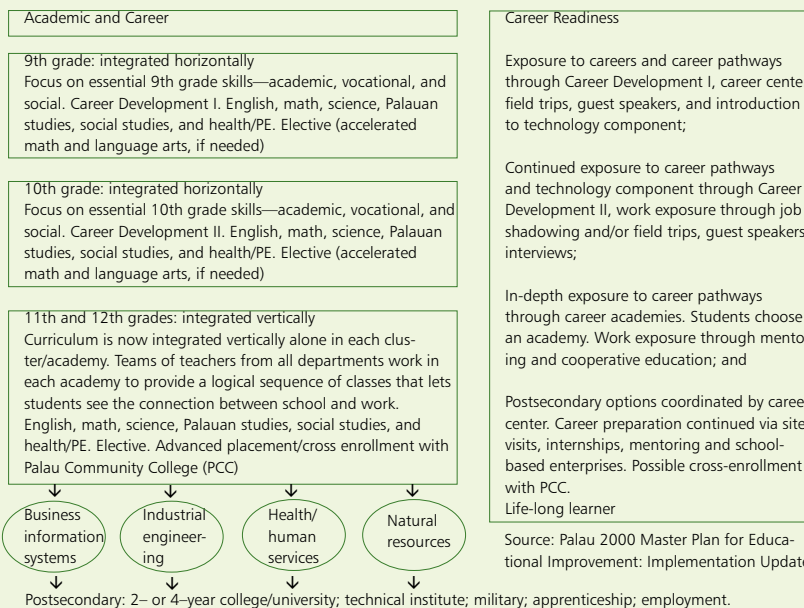 Academic and Career
9th grade: integrated horizontally
Focus on essential 9th grade skills—academic, vocational, and
social. Career Development I. English, math, science, Palauan
studies, social studies, and health/PE. Elective (accelerated
math and language arts, if needed)
10th grade: integrated horizontally
Focus on essential 10th grade skills—academic, vocational, and
social. Career Development II. English, math, science, Palauan
studies, social studies, and health/PE. Elective (accelerated
math and language arts, if needed)
11th and 12th grades: integrated vertically
Curriculum is now integrated vertically alone in each clus-
ter/academy. Teams of teachers from all departments work in
each academy to provide a logical sequence of classes that lets
students see the connection between school and work.
English, math, science, Palauan studies, social studies, and
health/PE. Elective. Advanced placement/cross enrollment with
Palau Community College (PCC)
Business
information
systems
Industrial
engineer-
ing
Health/
human
services
Natural
resources
Postsecondary: 2– or 4–year college/university; technical institute; military; apprenticeship; employment.
Career Readiness
Exposure to careers and career pathways
through Career Development I, career cente
field trips, guest speakers, and introduction
to technology component;
Continued exposure to career pathways
and technology component through Career
Development II, work exposure through job
shadowing and/or field trips, guest speakers
interviews;
In-depth exposure to career pathways
through career academies. Students choose
an academy. Work exposure through mento
ing and cooperative education; and
Postsecondary options coordinated by caree
center. Career preparation continued via site
visits, internships, mentoring and school-
based enterprises. Possible cross-enrollment
with PCC.
Life-long learner
Source: Palau 2000 Master Plan for Educa-
tional Improvement: Implementation Update